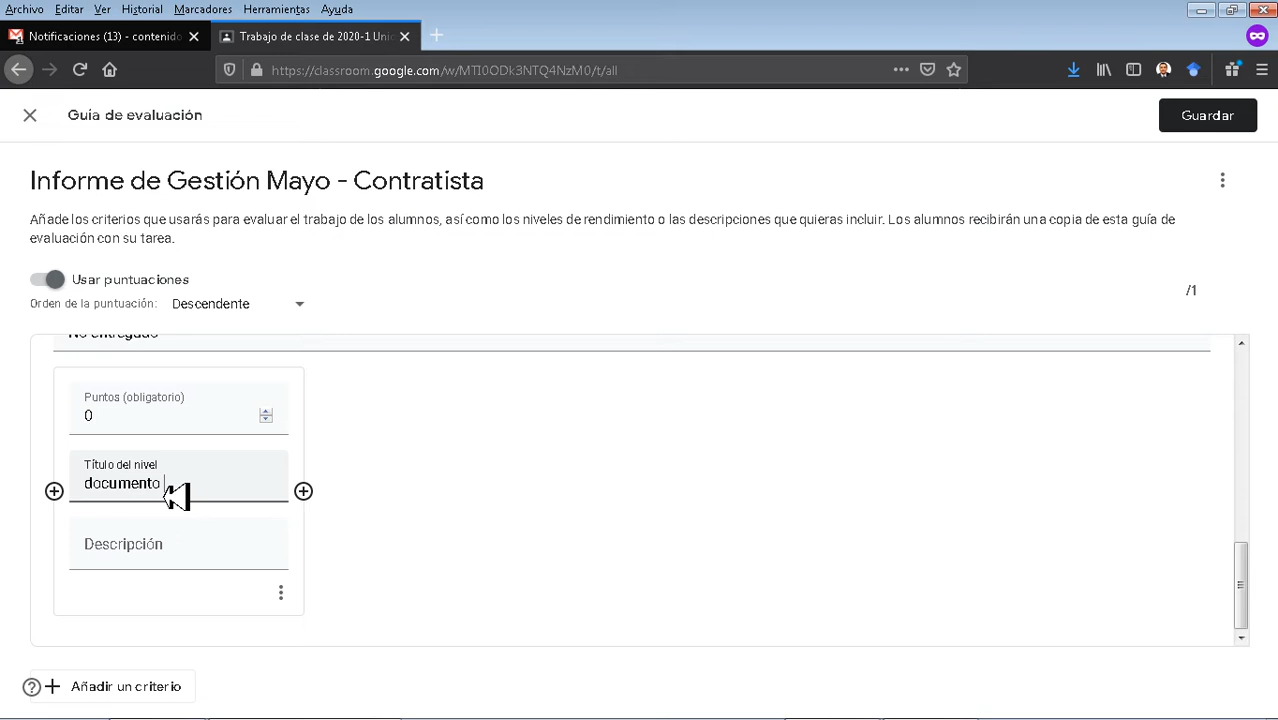 Archivo Editar Ver Historial Marcadores Herramientas Ayuda
Notificaciones (13) - contenido
Trabajo de clase de 2020-1 Uni
https://classroom.google.com/w/MTI0ODk3NTQ4NzM0/t/all
Guía de evaluación
Guardar
Informe de Gestión Mayo - Contratista
Añade los criterios que usarás para evaluar el trabajo de los alumnos, así como los niveles de rendimiento o las descripciones que quieras incluir. Los alumnos recibirán una copia de esta guía de
evaluación con su tarea.
Usar puntuaciones
/1
Orden de la puntuación: Descendente
No entregado
Puntos (obligatorio)
0
Título del nivel
documento
Descripción
Añadir un criterio